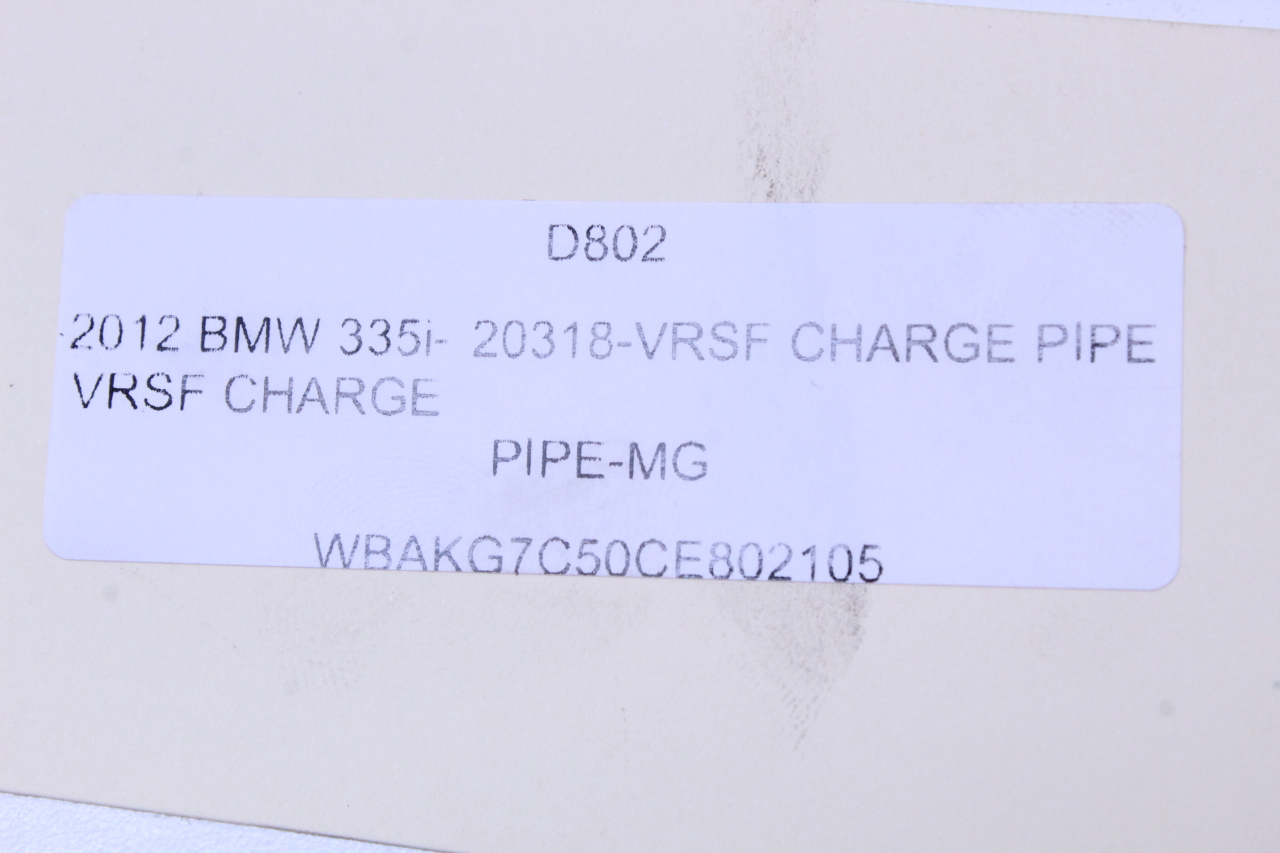 D802
2012 BMW 335i- 20318-VRSF CHARGE PIPE
VRSF CHARGE
PIPE-MG
WBAKG7C50CE802105